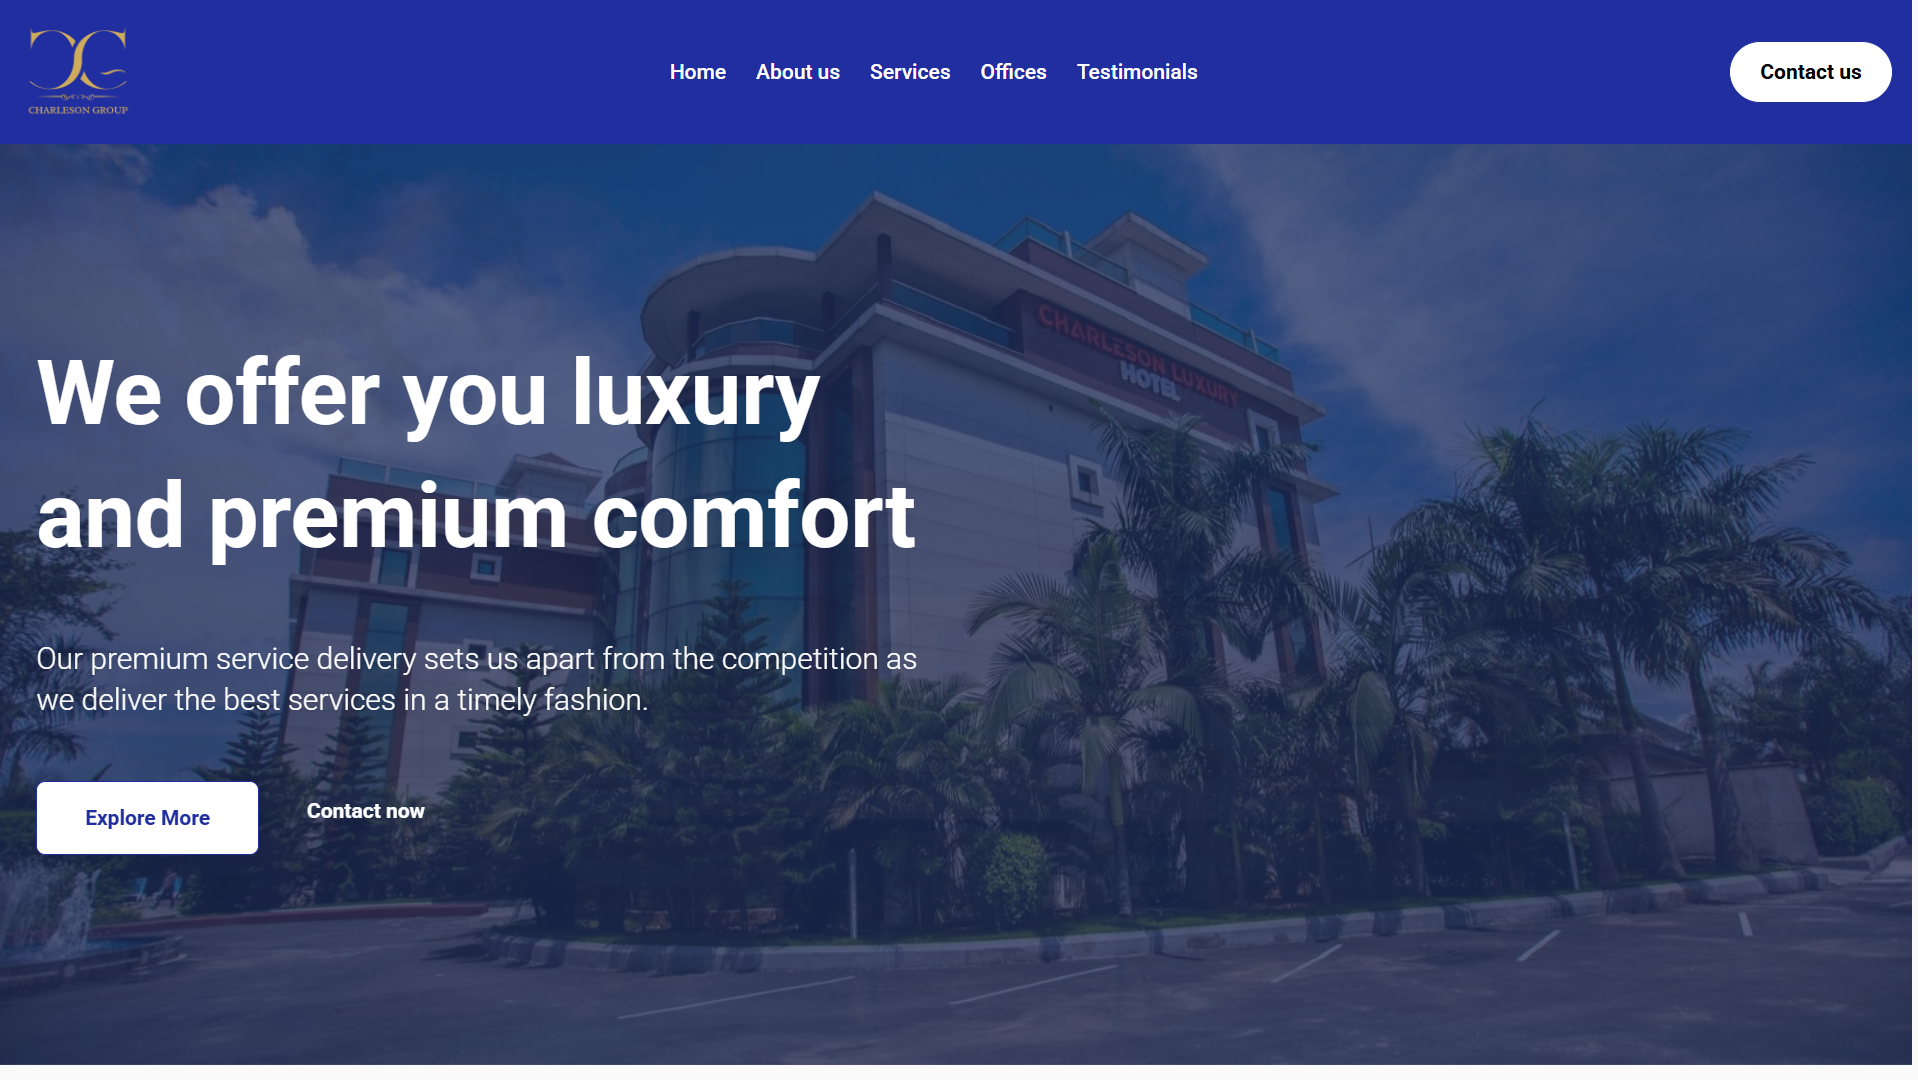 CHARLESON GROUP
Home
About us
Services
Offices
Testimonials
Contact us
CHARLESON LUXURY
HOTEL
We offer you luxury
and premium comfort
Our premium service delivery sets us apart from the competition as
we deliver the best services in a timely fashion.
Explore More
Contact now